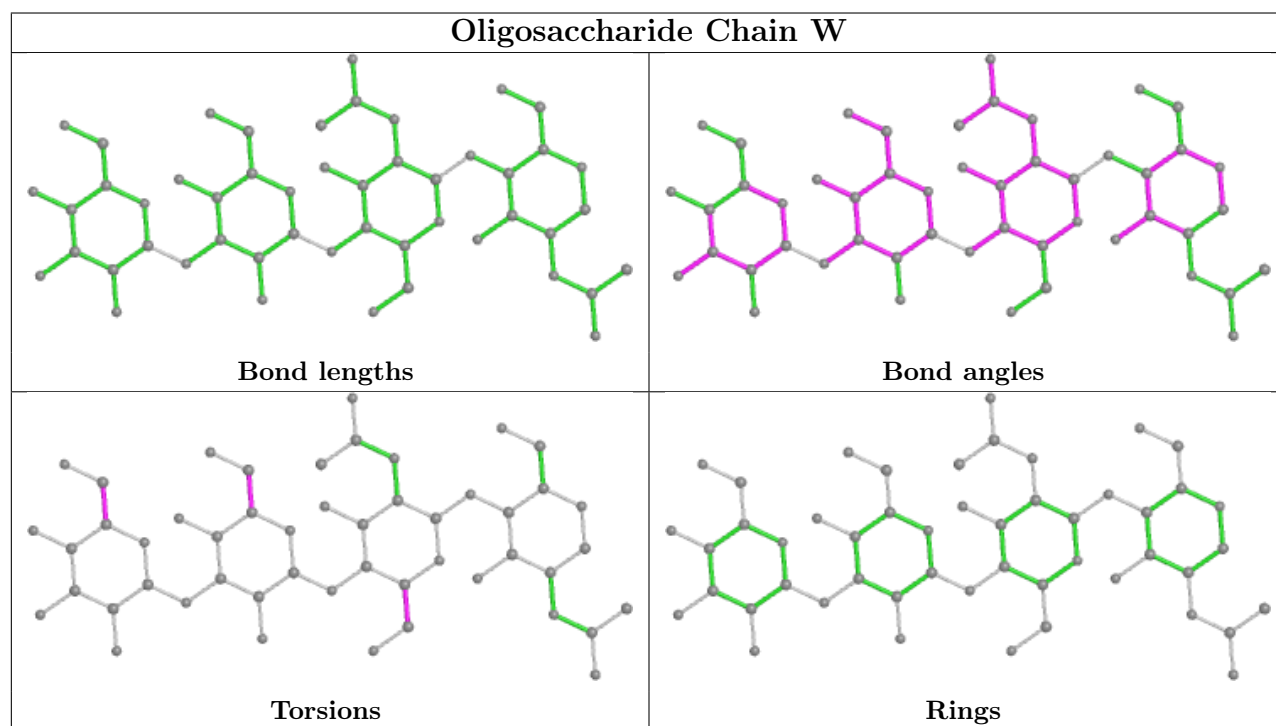 Oligosaccharide Chain W
Bond lengths
Bond angles
Torsions
Rings